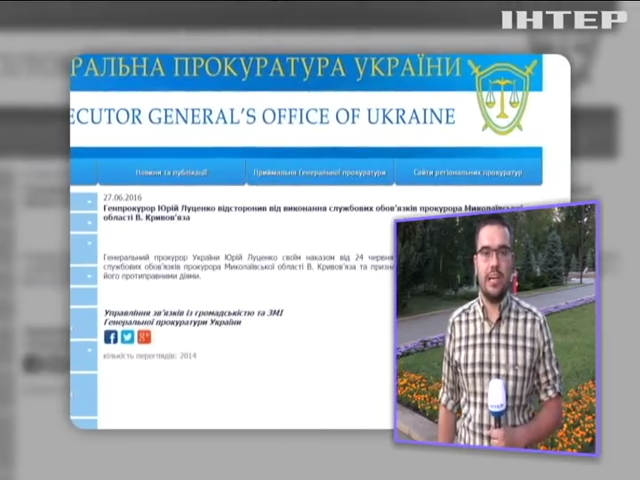 ІНТЕР
РАЛЬНА ПРОКУРАТУРА УКРАЇНИ
ECUTOR GENERAL'S OFFICE OF UKRAINE
Новини та публікації Приймальня Генеральної прокуратури Сайти регіональних прокуратур
27.06.2016
Генпрокурор Юрій Луценко відсторонив від виконання службових обов'язків прокурора Миколаївської
області В. Кривов'яза
Генеральний прокурор України Юрій Луценко своїм наказом від 24 червня
службових обов'язків прокурора Миколаївської області В. Кривов'яза та
його протиправними діями.
Управління зв'язків із громадськістю та ЗМІ
Генеральної прокуратури України
кількість переглядів: 2014
ІНТЕР